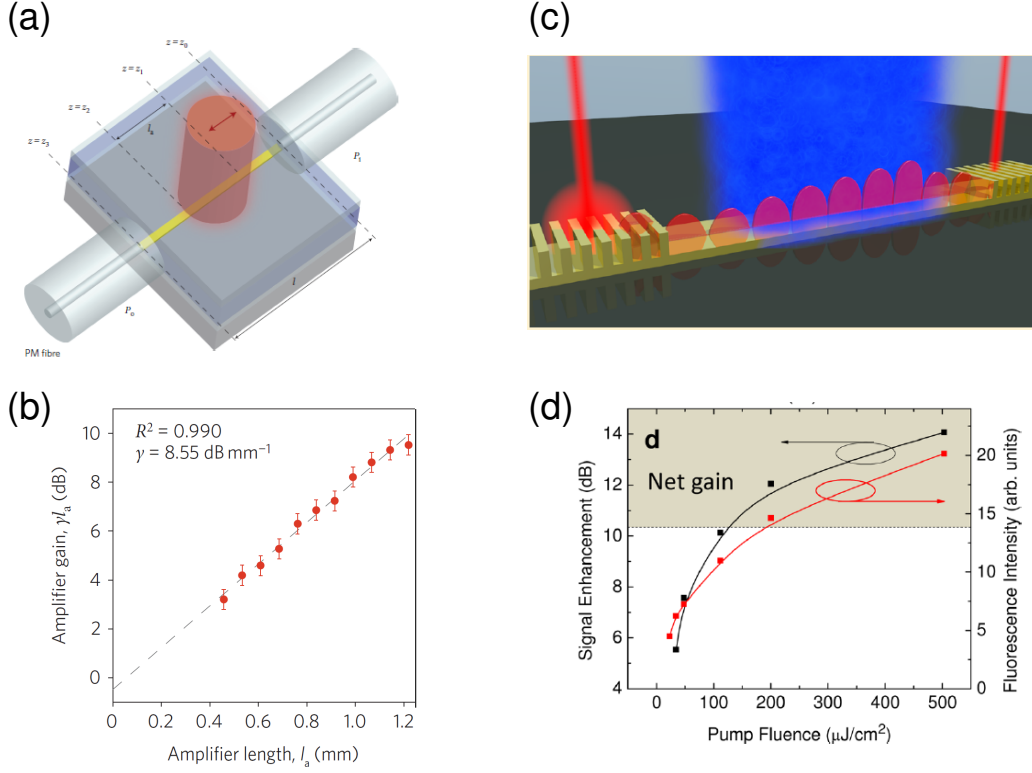 (a)
z = z₀
z = z₁
z = z₂
z = z₃
lₐ
P₁
l
Pₒ
PM fibre
(b)
R² = 0.990
γ = 8.55 dB mm⁻¹
Amplifier gain, γlₐ (dB)
10
8
6
4
2
0
0 0.2 0.4 0.6 0.8 1.0 1.2
Amplifier length, lₐ (mm)
(c)
(d)
d
Net gain
Signal Enhancement (dB)
14
12
10
8
6
4
20
15
10
5
0
Fluorescence Intensity (arb. units)
0 100 200 300 400 500
Pump Fluence (μJ/cm²)